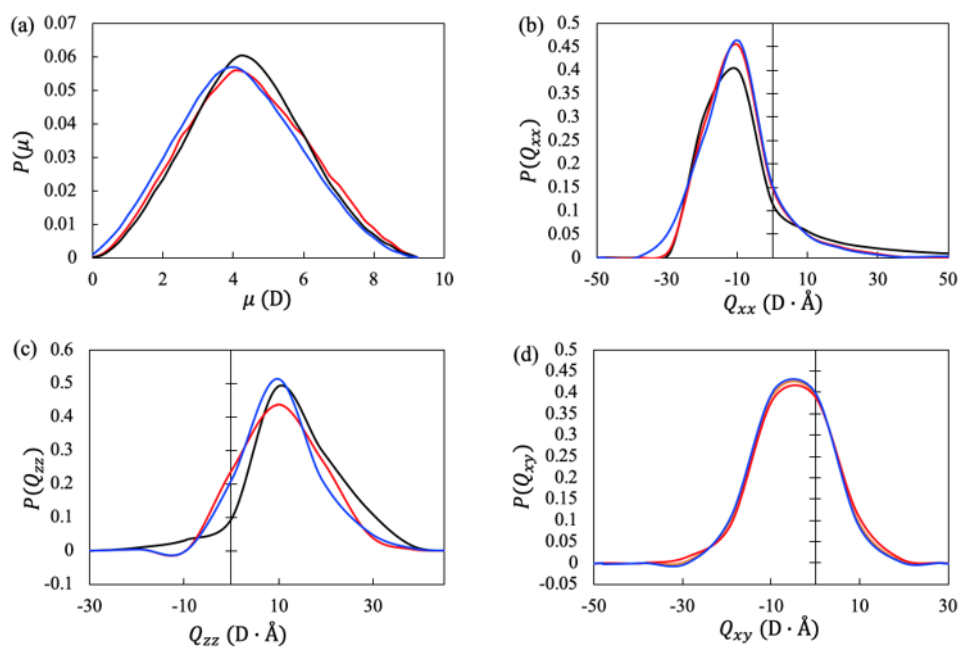 (a)
P(μ)
0.07
0.06
0.05
0.04
0.03
0.02
0.01
0
0 2 4 6 8 10
μ (D)
(b)
P(Qxx)
0.5
0.45
0.4
0.35
0.3
0.25
0.2
0.15
0.1
0.05
0
-50 -30 -10 10 30 50
Qxx (D · Å)
(c)
P(Qzz)
0.6
0.5
0.4
0.3
0.2
0.1
0
-0.1
-30 -10 10 30
Qzz (D · Å)
(d)
P(Qxy)
0.5
0.45
0.4
0.35
0.3
0.25
0.2
0.15
0.1
0.05
0
-0.05
-50 -30 -10 10 30
Qxy (D · Å)